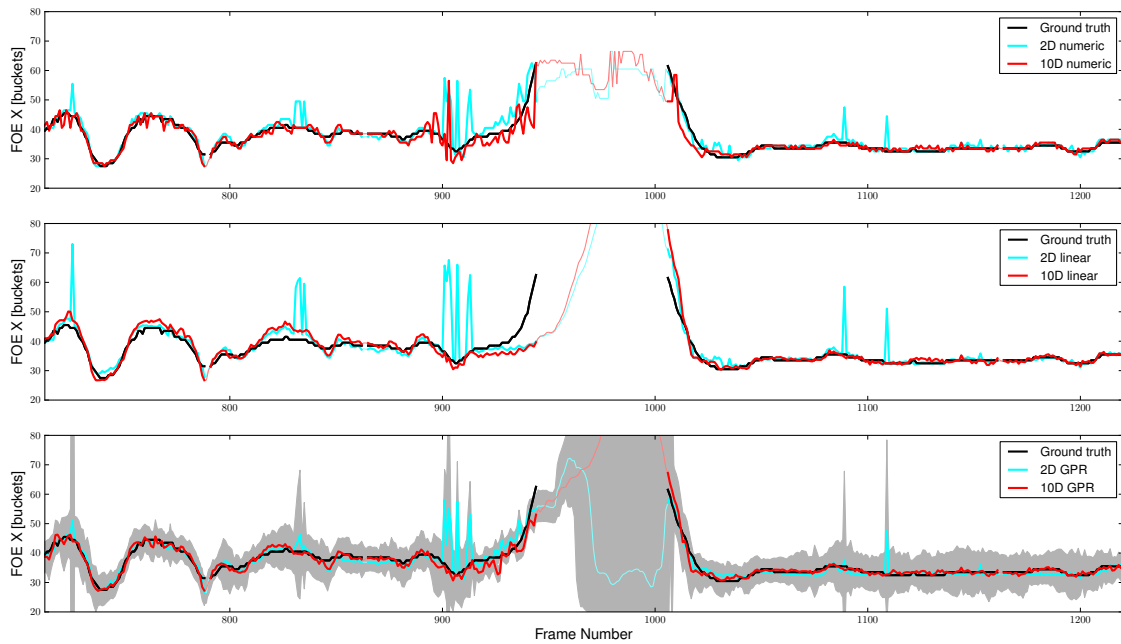 80
70
60
50
40
30
20
FOE X [buckets]
Ground truth
2D numeric
10D numeric
800 900 1000 1100 1200
80
70
60
50
40
30
20
FOE X [buckets]
Ground truth
2D linear
10D linear
800 900 1000 1100 1200
80
70
60
50
40
30
20
FOE X [buckets]
Ground truth
2D GPR
10D GPR
800 900 1000 1100 1200
Frame Number